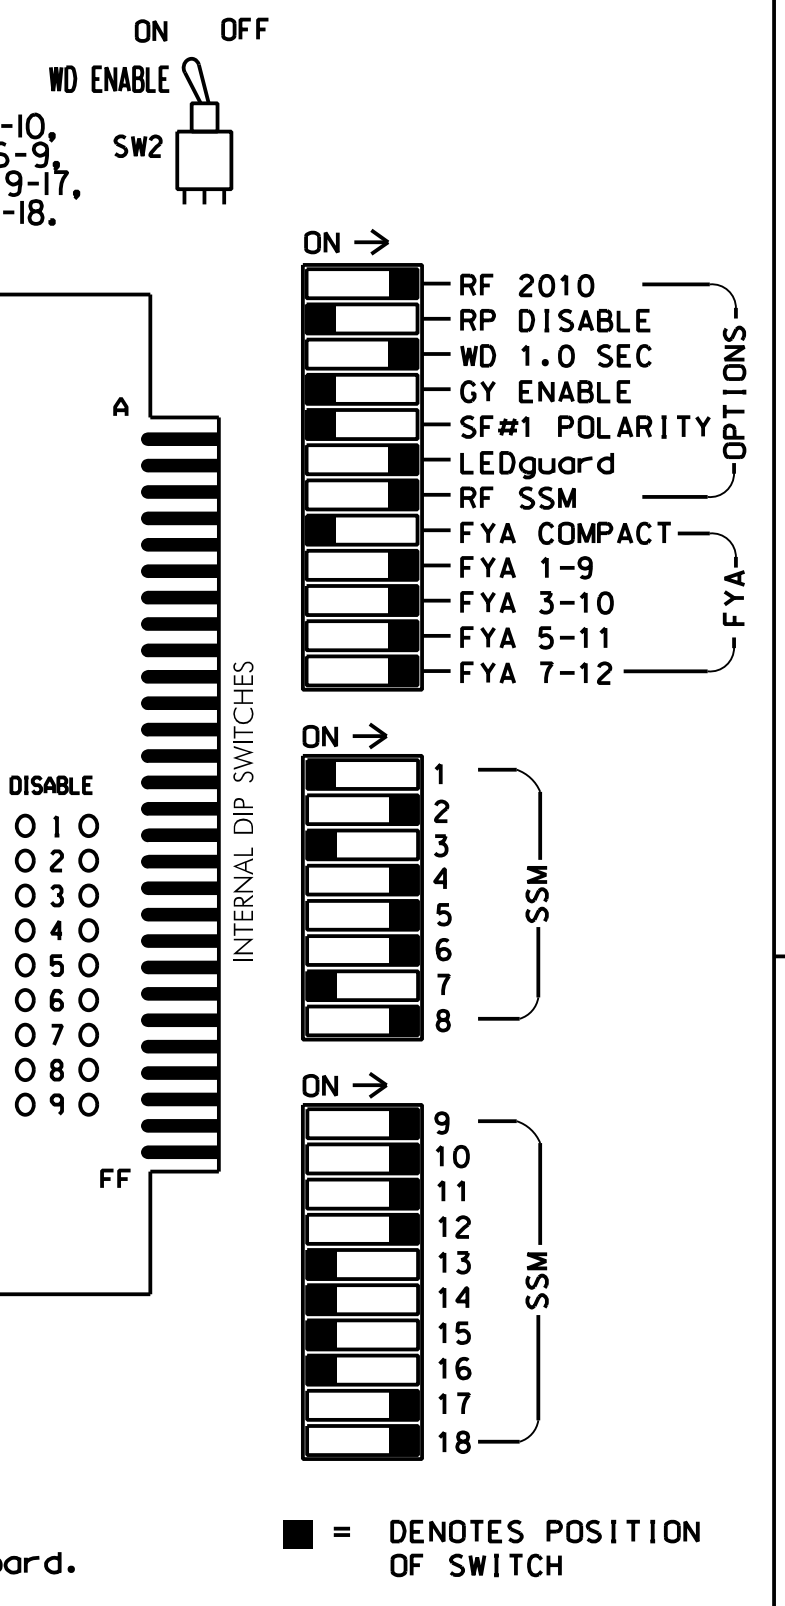 ON OFF
WD ENABLE
SW2
-10,
6-9,
9-17,
-18.
ON →
RF 2010
RP DISABLE
WD 1.0 SEC
GY ENABLE
SF#1 POLARITY
LEDguard
RF SSM
OPTIONS
FYA COMPACT
FYA 1-9
FYA 3-10
FYA 5-11
FYA 7-12
FYA
A
FF
INTERNAL DIP SWITCHES
DISABLE
1
2
3
4
5
6
7
8
9
ON →
1
2
3
4
5
6
7
8
SSM
ON →
9
10
11
12
13
14
15
16
17
18
SSM
= DENOTES POSITION
OF SWITCH
oard.